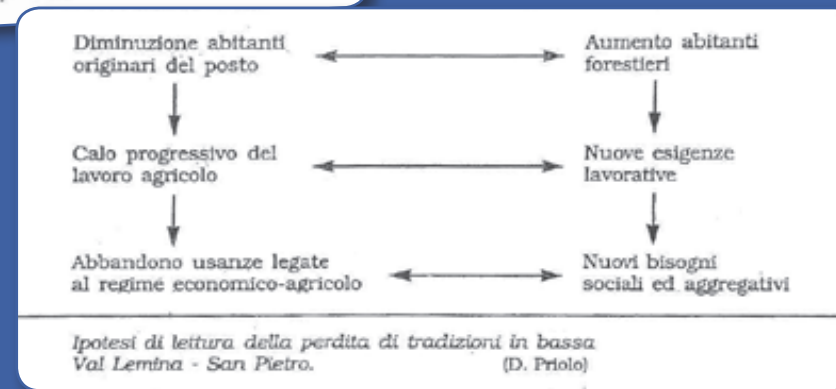 Diminuzione abitanti
originari del posto
Aumento abitanti
forestieri
Calo progressivo del
lavoro agricolo
Nuove esigenze
lavorative
Abbandono usanze legate
al regime economico-agricolo
Nuovi bisogni
sociali ed aggregativi
Ipotesi di lettura della perdita di tradizioni in bassa
Val Lemina - San Pietro. (D. Priolo)